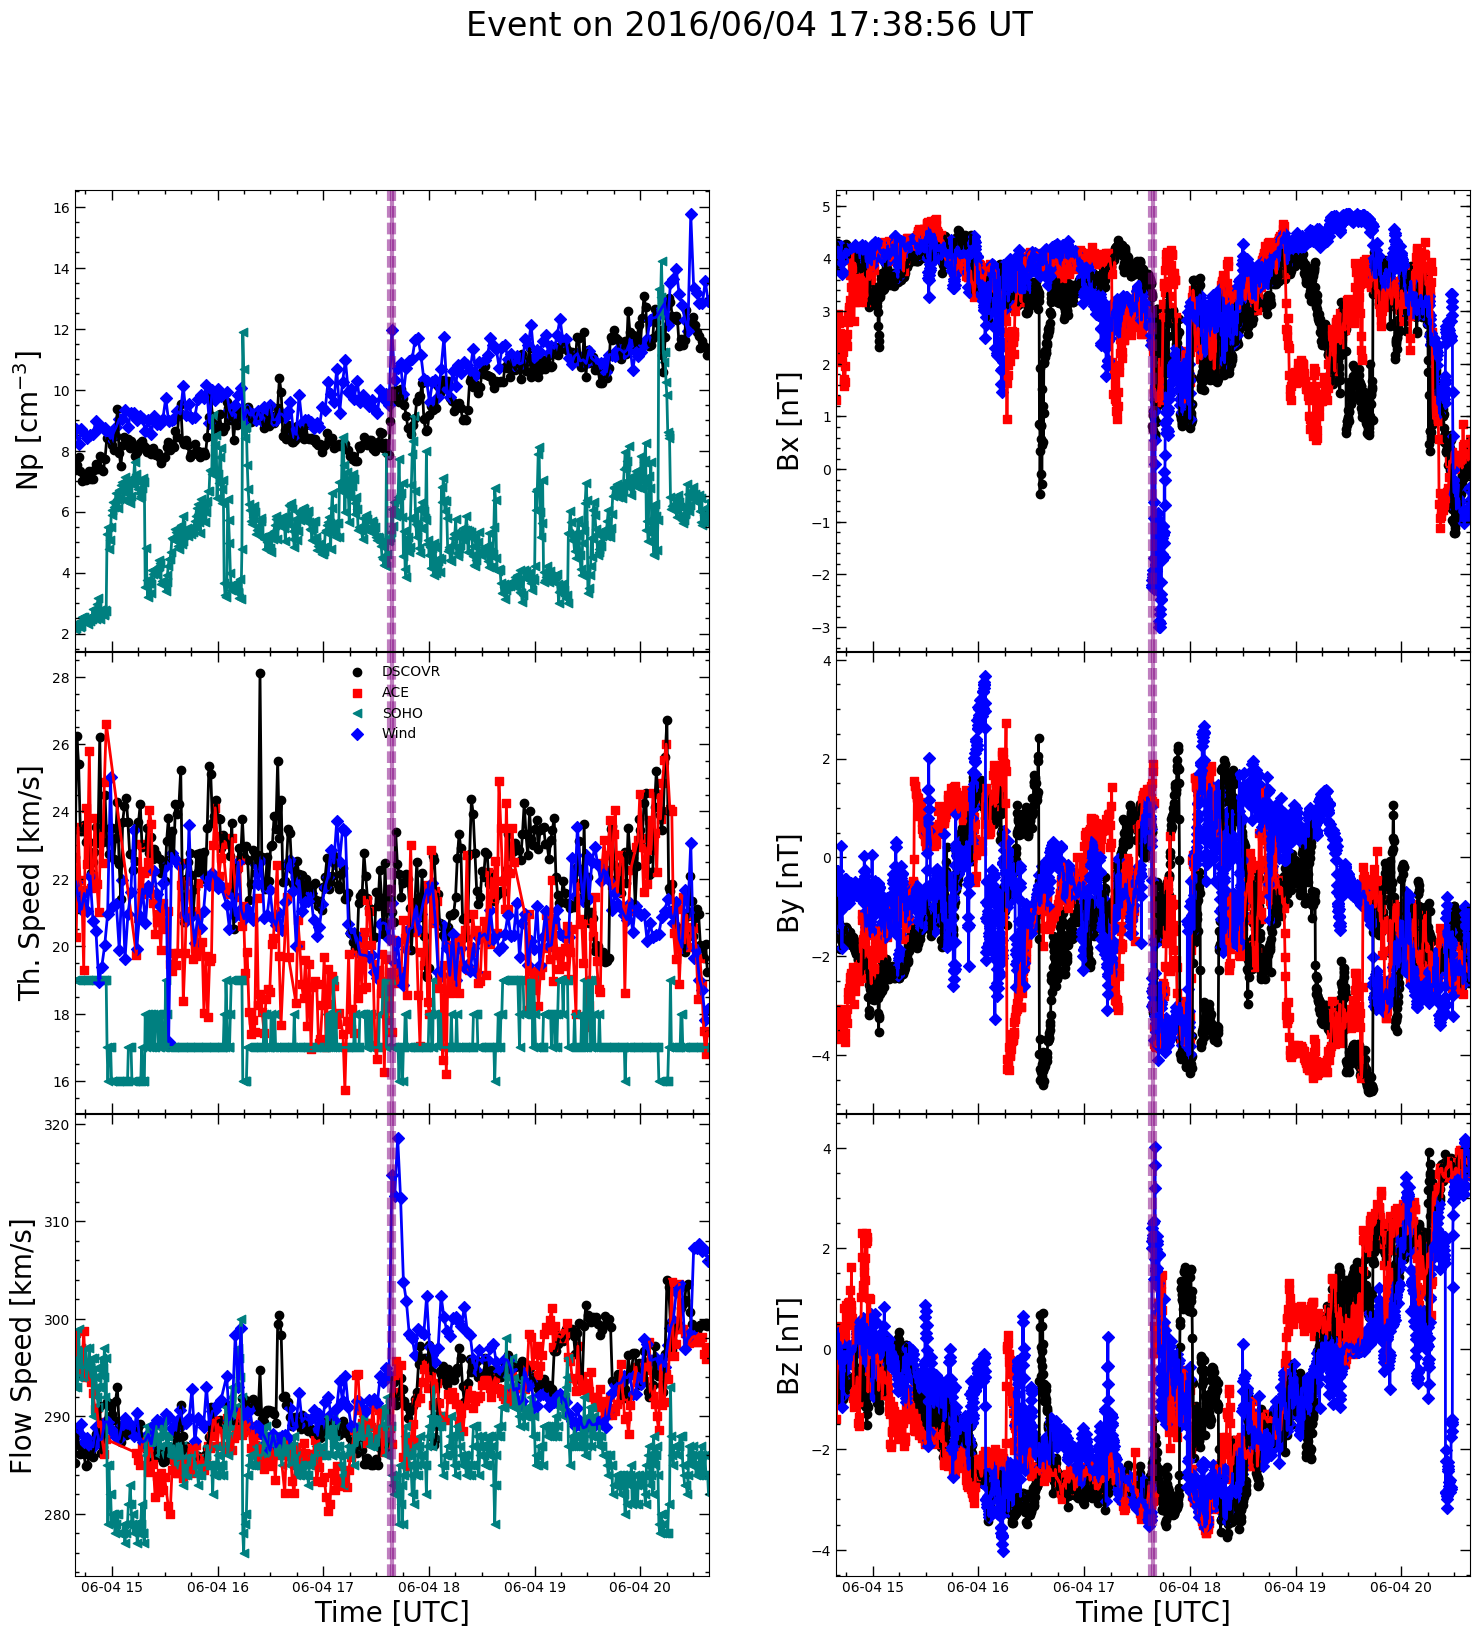 Event on 2016/06/04 17:38:56 UT
Np [cm⁻³]
16
14
12
10
8
6
4
2
Bx [nT]
5
4
3
2
1
0
−1
−2
−3
Th. Speed [km/s]
28
26
24
22
20
18
16
DSCOVR
ACE
SOHO
Wind
By [nT]
4
2
0
−2
−4
Flow Speed [km/s]
320
310
300
290
280
06-04 15 06-04 16 06-04 17 06-04 18 06-04 19 06-04 20
Time [UTC]
Bz [nT]
4
2
0
−2
−4
06-04 15 06-04 16 06-04 17 06-04 18 06-04 19 06-04 20
Time [UTC]